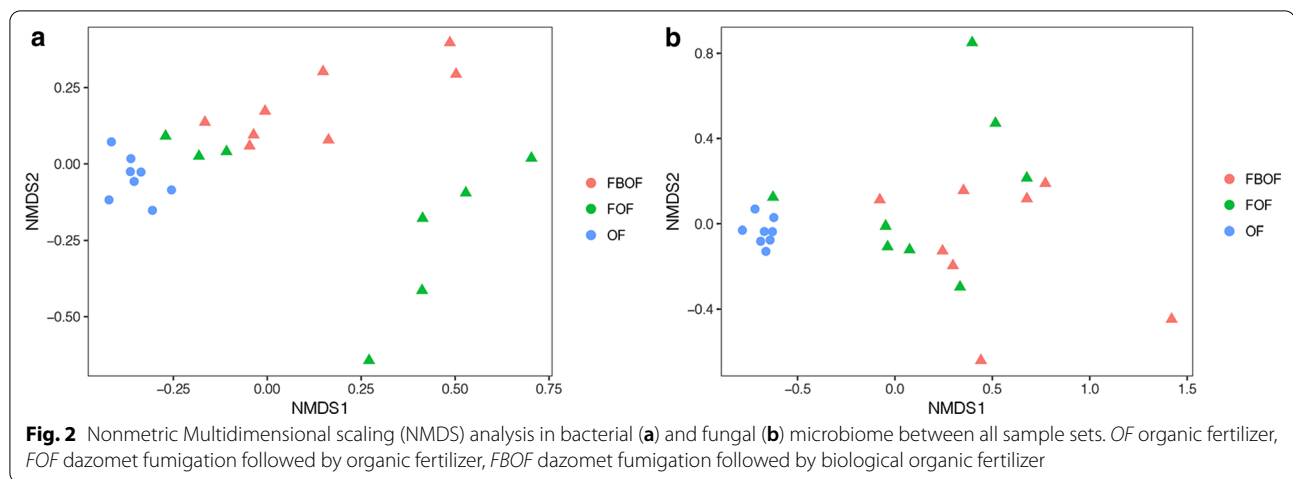 a
0.25
0.00
−0.25
−0.50
NMDS2
−0.25
0.00
0.25
0.50
0.75
NMDS1
FBOF
FOF
OF
b
0.8
0.4
0.0
−0.4
NMDS2
−0.5
0.0
0.5
1.0
1.5
NMDS1
FBOF
FOF
OF
Fig. 2 Nonmetric Multidimensional scaling (NMDS) analysis in bacterial (a) and fungal (b) microbiome between all sample sets. OF organic fertilizer,
FOF dazomet fumigation followed by organic fertilizer, FBOF dazomet fumigation followed by biological organic fertilizer